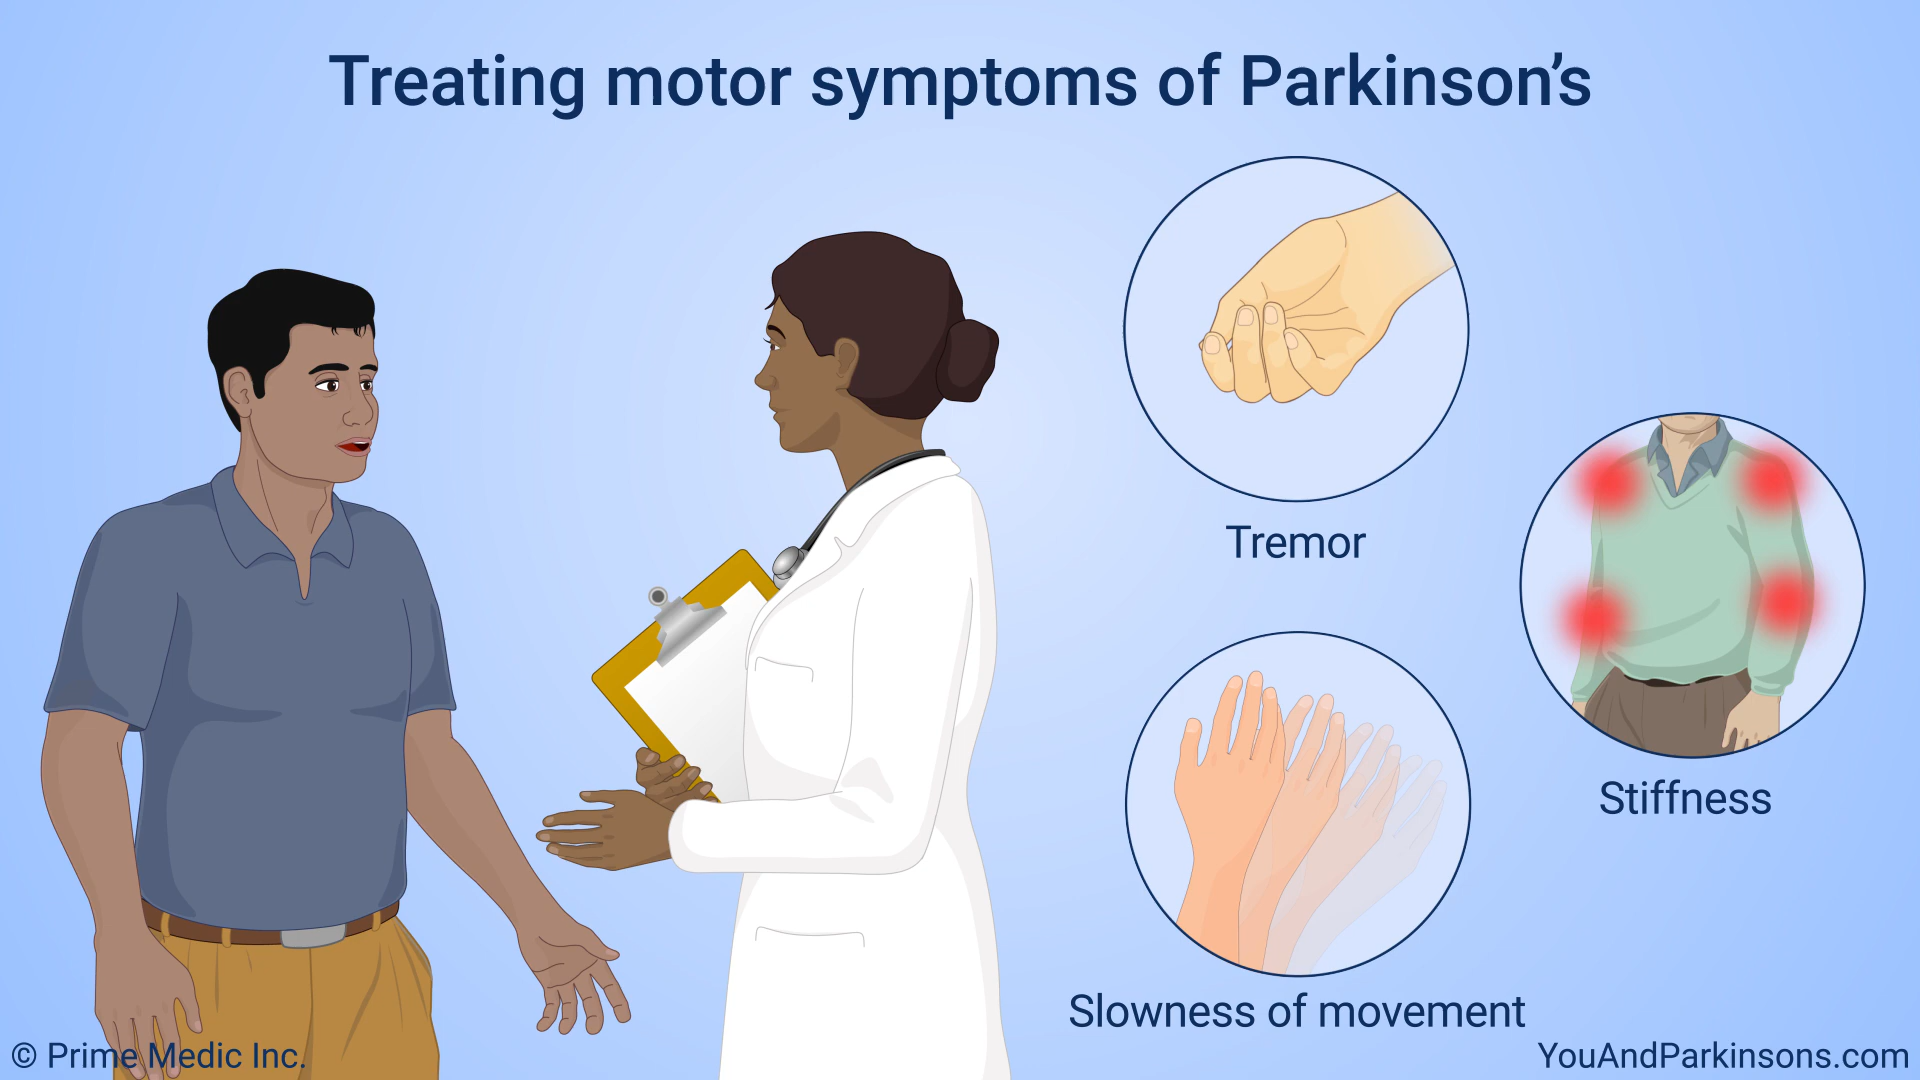 Treating motor symptoms of Parkinson’s
Tremor
Stiffness
Slowness of movement
© Prime Medic Inc.
YouAndParkinsons.com